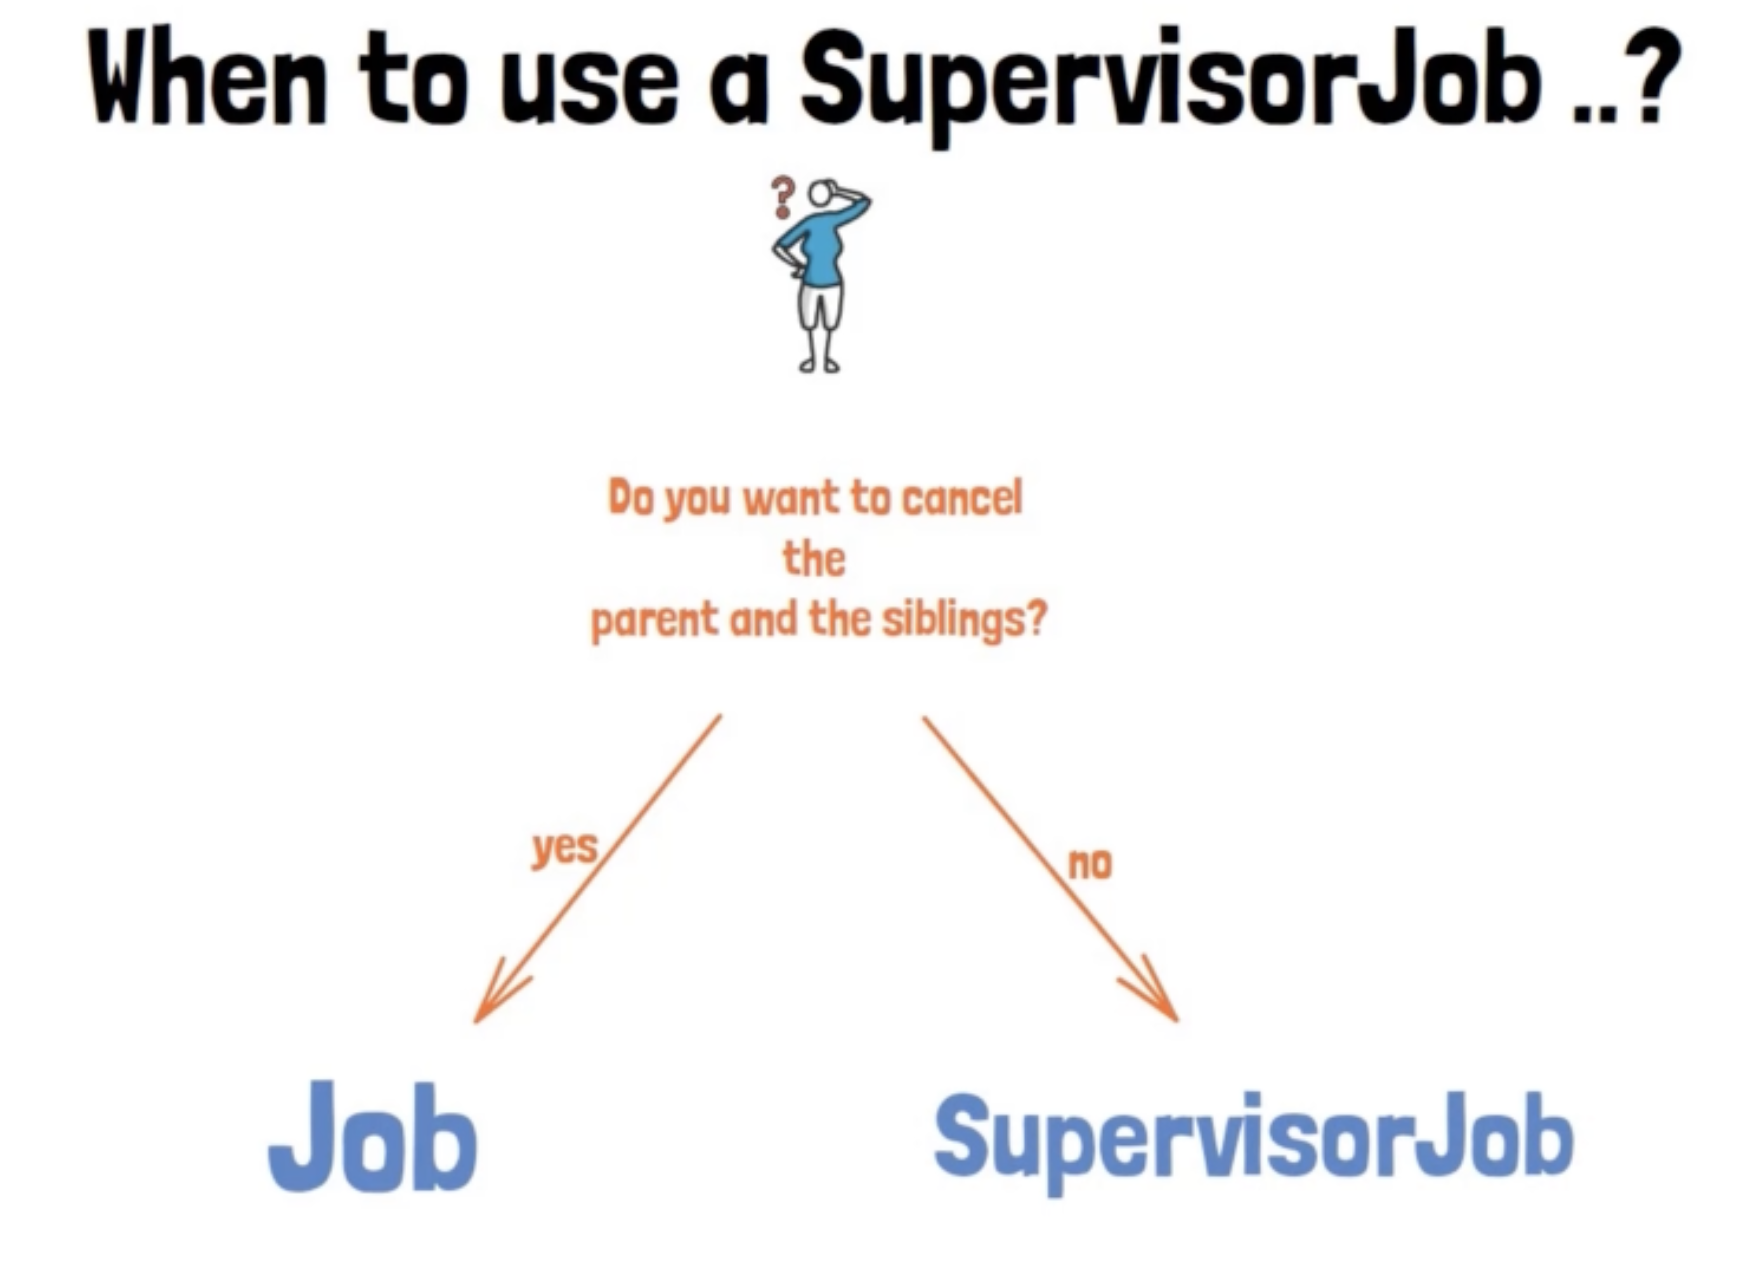 When to use a SupervisorJob ..?
?
Do you want to cancel
the
parent and the siblings?
yes
no
Job
SupervisorJob